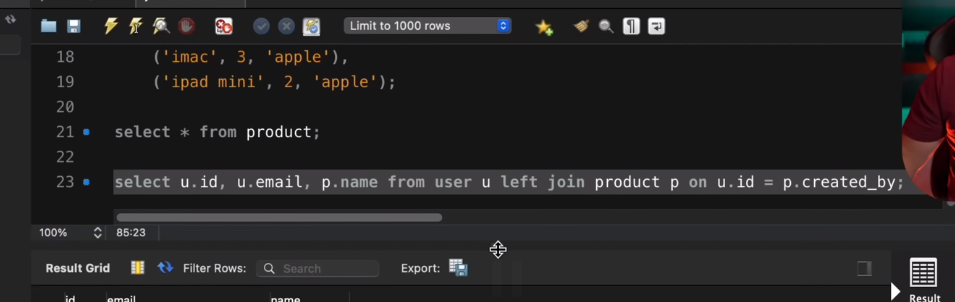 Limit to 1000 rows
18 ('imac', 3, 'apple'),
19 ('ipad mini', 2, 'apple');
20
21 select * from product;
22
23 select u.id, u.email, p.name from user u left join product p on u.id = p.created_by;
100% 85:23
Result Grid Filter Rows: Search Export:
id email name
Result